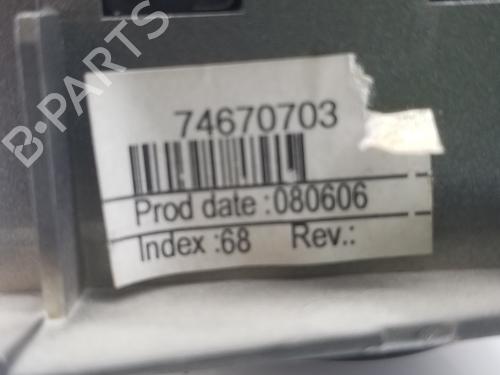 B-PARTS
74670703
Prod date :080606
Index :68 Rev.: